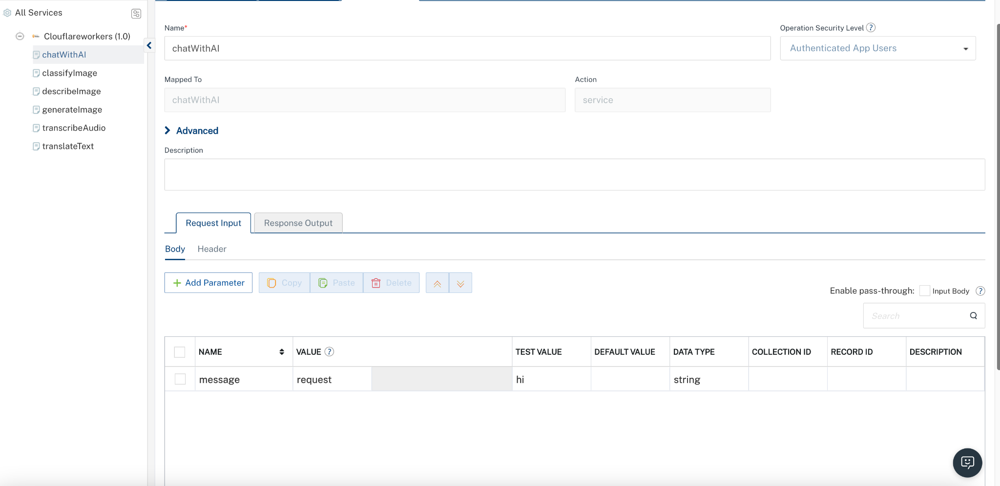 All Services
Clouflareworkers (1.0)
chatWithAI
classifyImage
describeImage
generateImage
transcribeAudio
translateText
Name*
Operation Security Level ?
chatWithAI
Authenticated App Users
Mapped To
Action
chatWithAI
service
Advanced
Description
Request Input
Response Output
Body
Header
Add Parameter
Copy
Paste
Delete
Enable pass-through: Input Body ?
Search
NAME VALUE ? TEST VALUE DEFAULT VALUE DATA TYPE COLLECTION ID RECORD ID DESCRIPTION
message request hi string